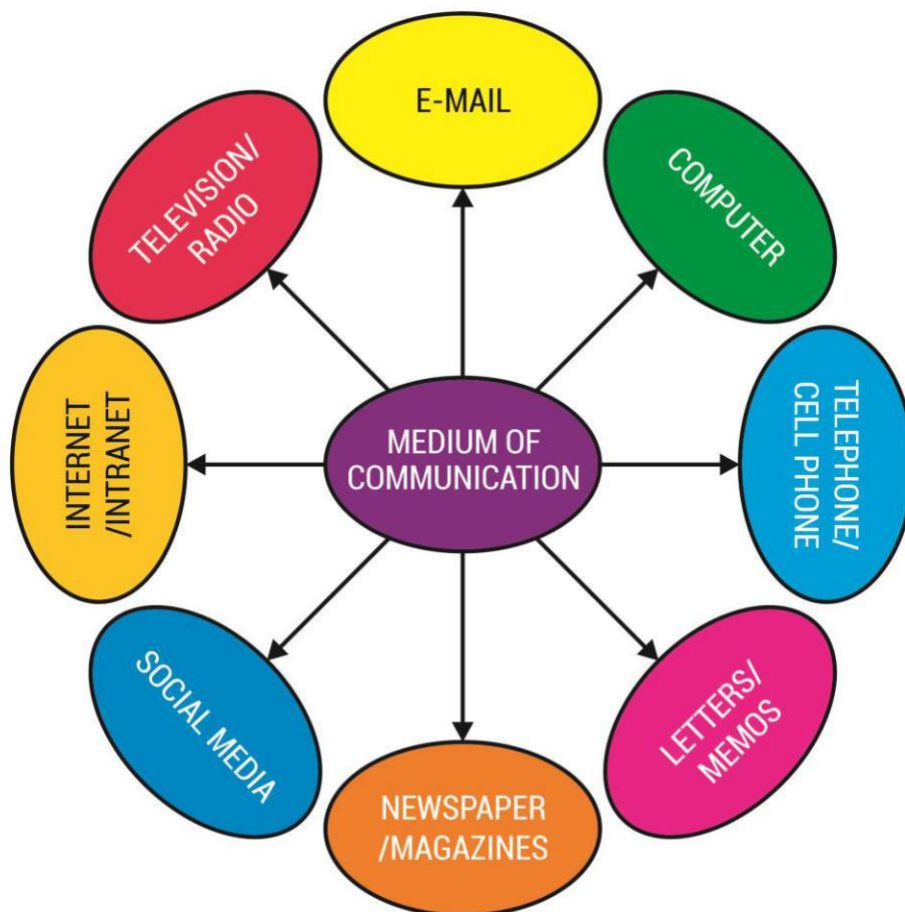 E-MAIL
COMPUTER
TELEPHONE/
CELL PHONE
LETTERS/
MEMOS
NEWSPAPER
/MAGAZINES
SOCIAL MEDIA
INTERNET
/INTRANET
TELEVISION/
RADIO
MEDIUM OF
COMMUNICATION